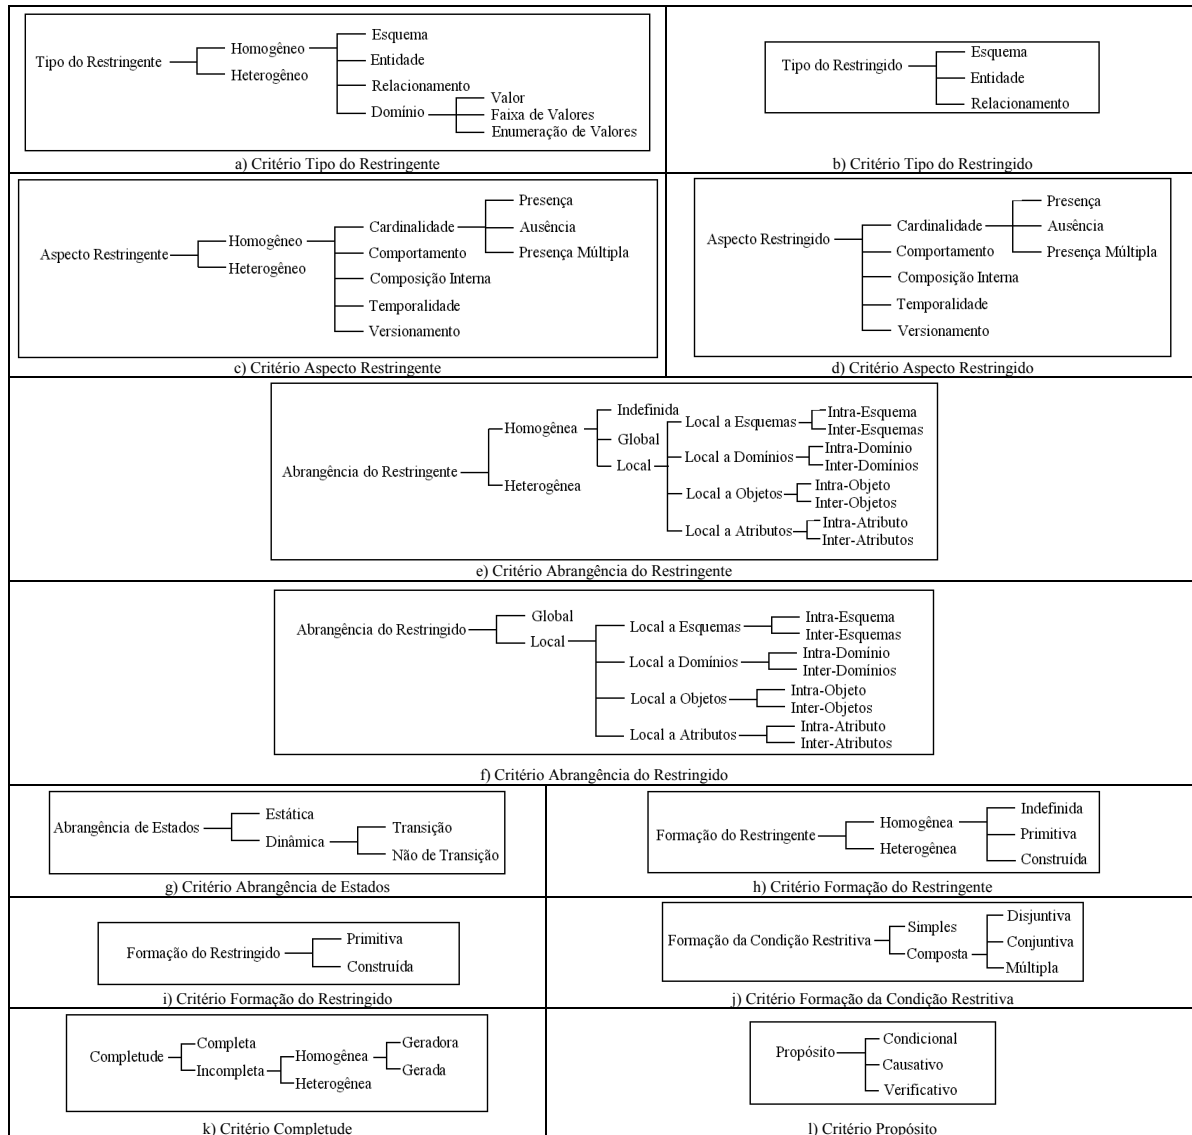 Esquema
Homogêneo
Entidade
Tipo do Restringente
Heterogêneo
Relacionamento
Valor
Domínio
Faixa de Valores
Enumeração de Valores
a) Critério Tipo do Restringente
Esquema
Tipo do Restringido
Entidade
Relacionamento
b) Critério Tipo do Restringido
Presença
Cardinalidade
Ausência
Homogêneo
Aspecto Restringente
Comportamento
Presença Múltipla
Heterogêneo
Composição Interna
Temporalidade
Versionamento
c) Critério Aspecto Restringente
Presença
Cardinalidade
Ausência
Aspecto Restringido
Comportamento
Presença Múltipla
Composição Interna
Temporalidade
Versionamento
d) Critério Aspecto Restringido
Indefinida
Intra-Esquema
Local a Esquemas
Homogênea
Inter-Esquemas
Global
Intra-Domínio
Local a Domínios
Local
Inter-Domínios
Abrangência do Restringente
Heterogênea
Intra-Objeto
Local a Objetos
Inter-Objetos
Intra-Atributo
Local a Atributos
Inter-Atributos
e) Critério Abrangência do Restringente
Global
Intra-Esquema
Abrangência do Restringido
Local a Esquemas
Inter-Esquemas
Local
Intra-Domínio
Local a Domínios
Inter-Domínios
Intra-Objeto
Local a Objetos
Inter-Objetos
Intra-Atributo
Local a Atributos
Inter-Atributos
f) Critério Abrangência do Restringido
Estática
Abrangência de Estados
Transição
Dinâmica
Não de Transição
g) Critério Abrangência de Estados
Indefinida
Homogênea
Formação do Restringente
Primitiva
Heterogênea
Construída
h) Critério Formação do Restringente
Primitiva
Formação do Restringido
Construída
i) Critério Formação do Restringido
Disjuntiva
Simples
Formação da Condição Restritiva
Conjuntiva
Composta
Múltipla
j) Critério Formação da Condição Restritiva
Completa
Geradora
Completude
Homogênea
Incompleta
Gerada
Heterogênea
k) Critério Completude
Condicional
Propósito
Causativo
Verificativo
l) Critério Propósito